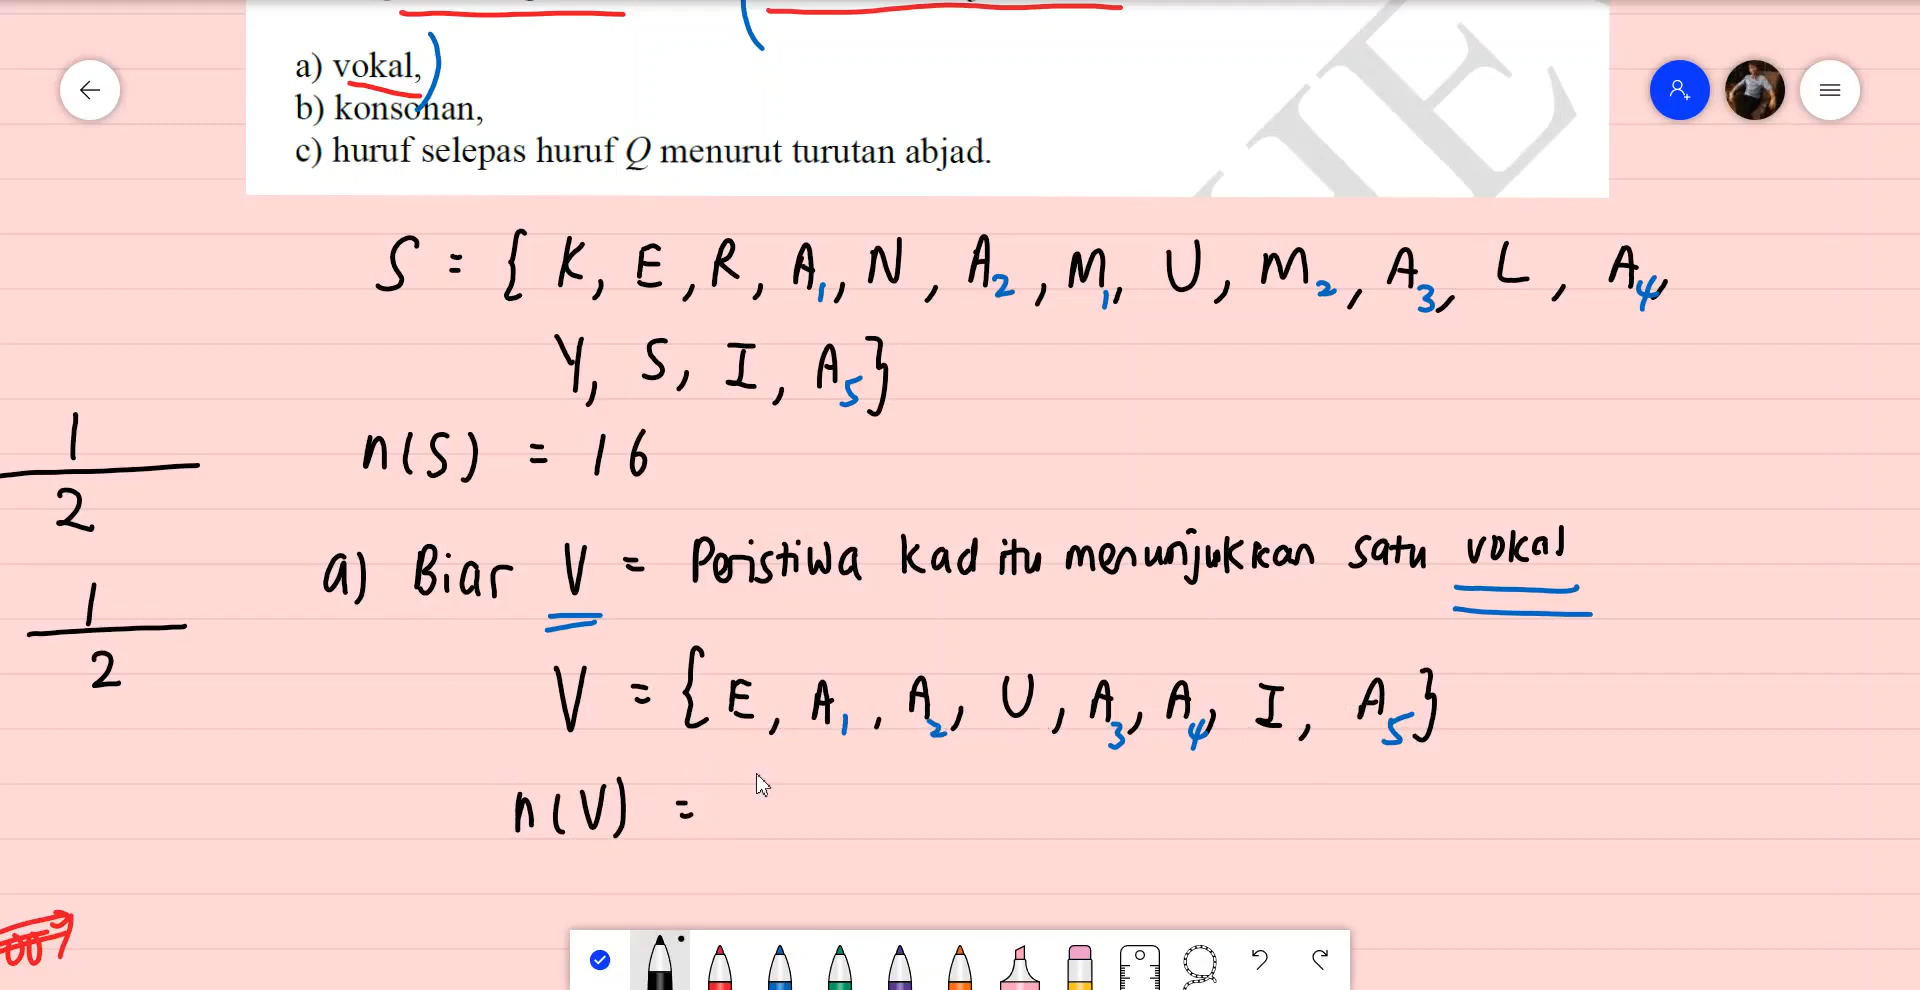 a) vokal,
b) konsonan,
c) huruf selepas huruf Q menurut turutan abjad.
S = { K, E, R, A₁, N, A₂, M₁, U, M₂, A₃, L, A₄,
Y, S, I, A₅}
n(S) = 16
1
2
a) Biar V = Peristiwa kad itu menunjukkan satu vokal
1
2
V = {E, A₁, A₂, U, A₃, A₄, I, A₅}
n(V) =